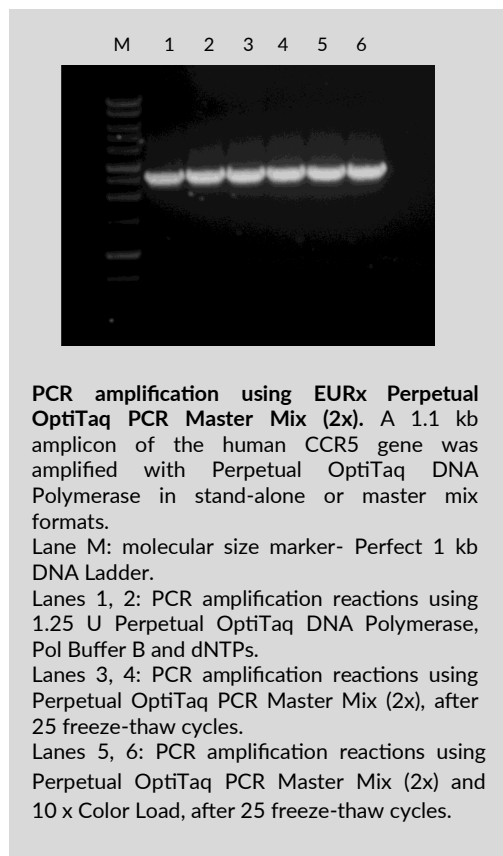 M 1 2 3 4 5 6
PCR amplification using EURx Perpetual
OptiTaq PCR Master Mix (2x). A 1.1 kb
amplicon of the human CCR5 gene was
amplified with Perpetual OptiTaq DNA
Polymerase in stand-alone or master mix
formats.
Lane M: molecular size marker- Perfect 1 kb
DNA Ladder.
Lanes 1, 2: PCR amplification reactions using
1.25 U Perpetual OptiTaq DNA Polymerase,
Pol Buffer B and dNTPs.
Lanes 3, 4: PCR amplification reactions using
Perpetual OptiTaq PCR Master Mix (2x), after
25 freeze-thaw cycles.
Lanes 5, 6: PCR amplification reactions using
Perpetual OptiTaq PCR Master Mix (2x) and
10 x Color Load, after 25 freeze-thaw cycles.